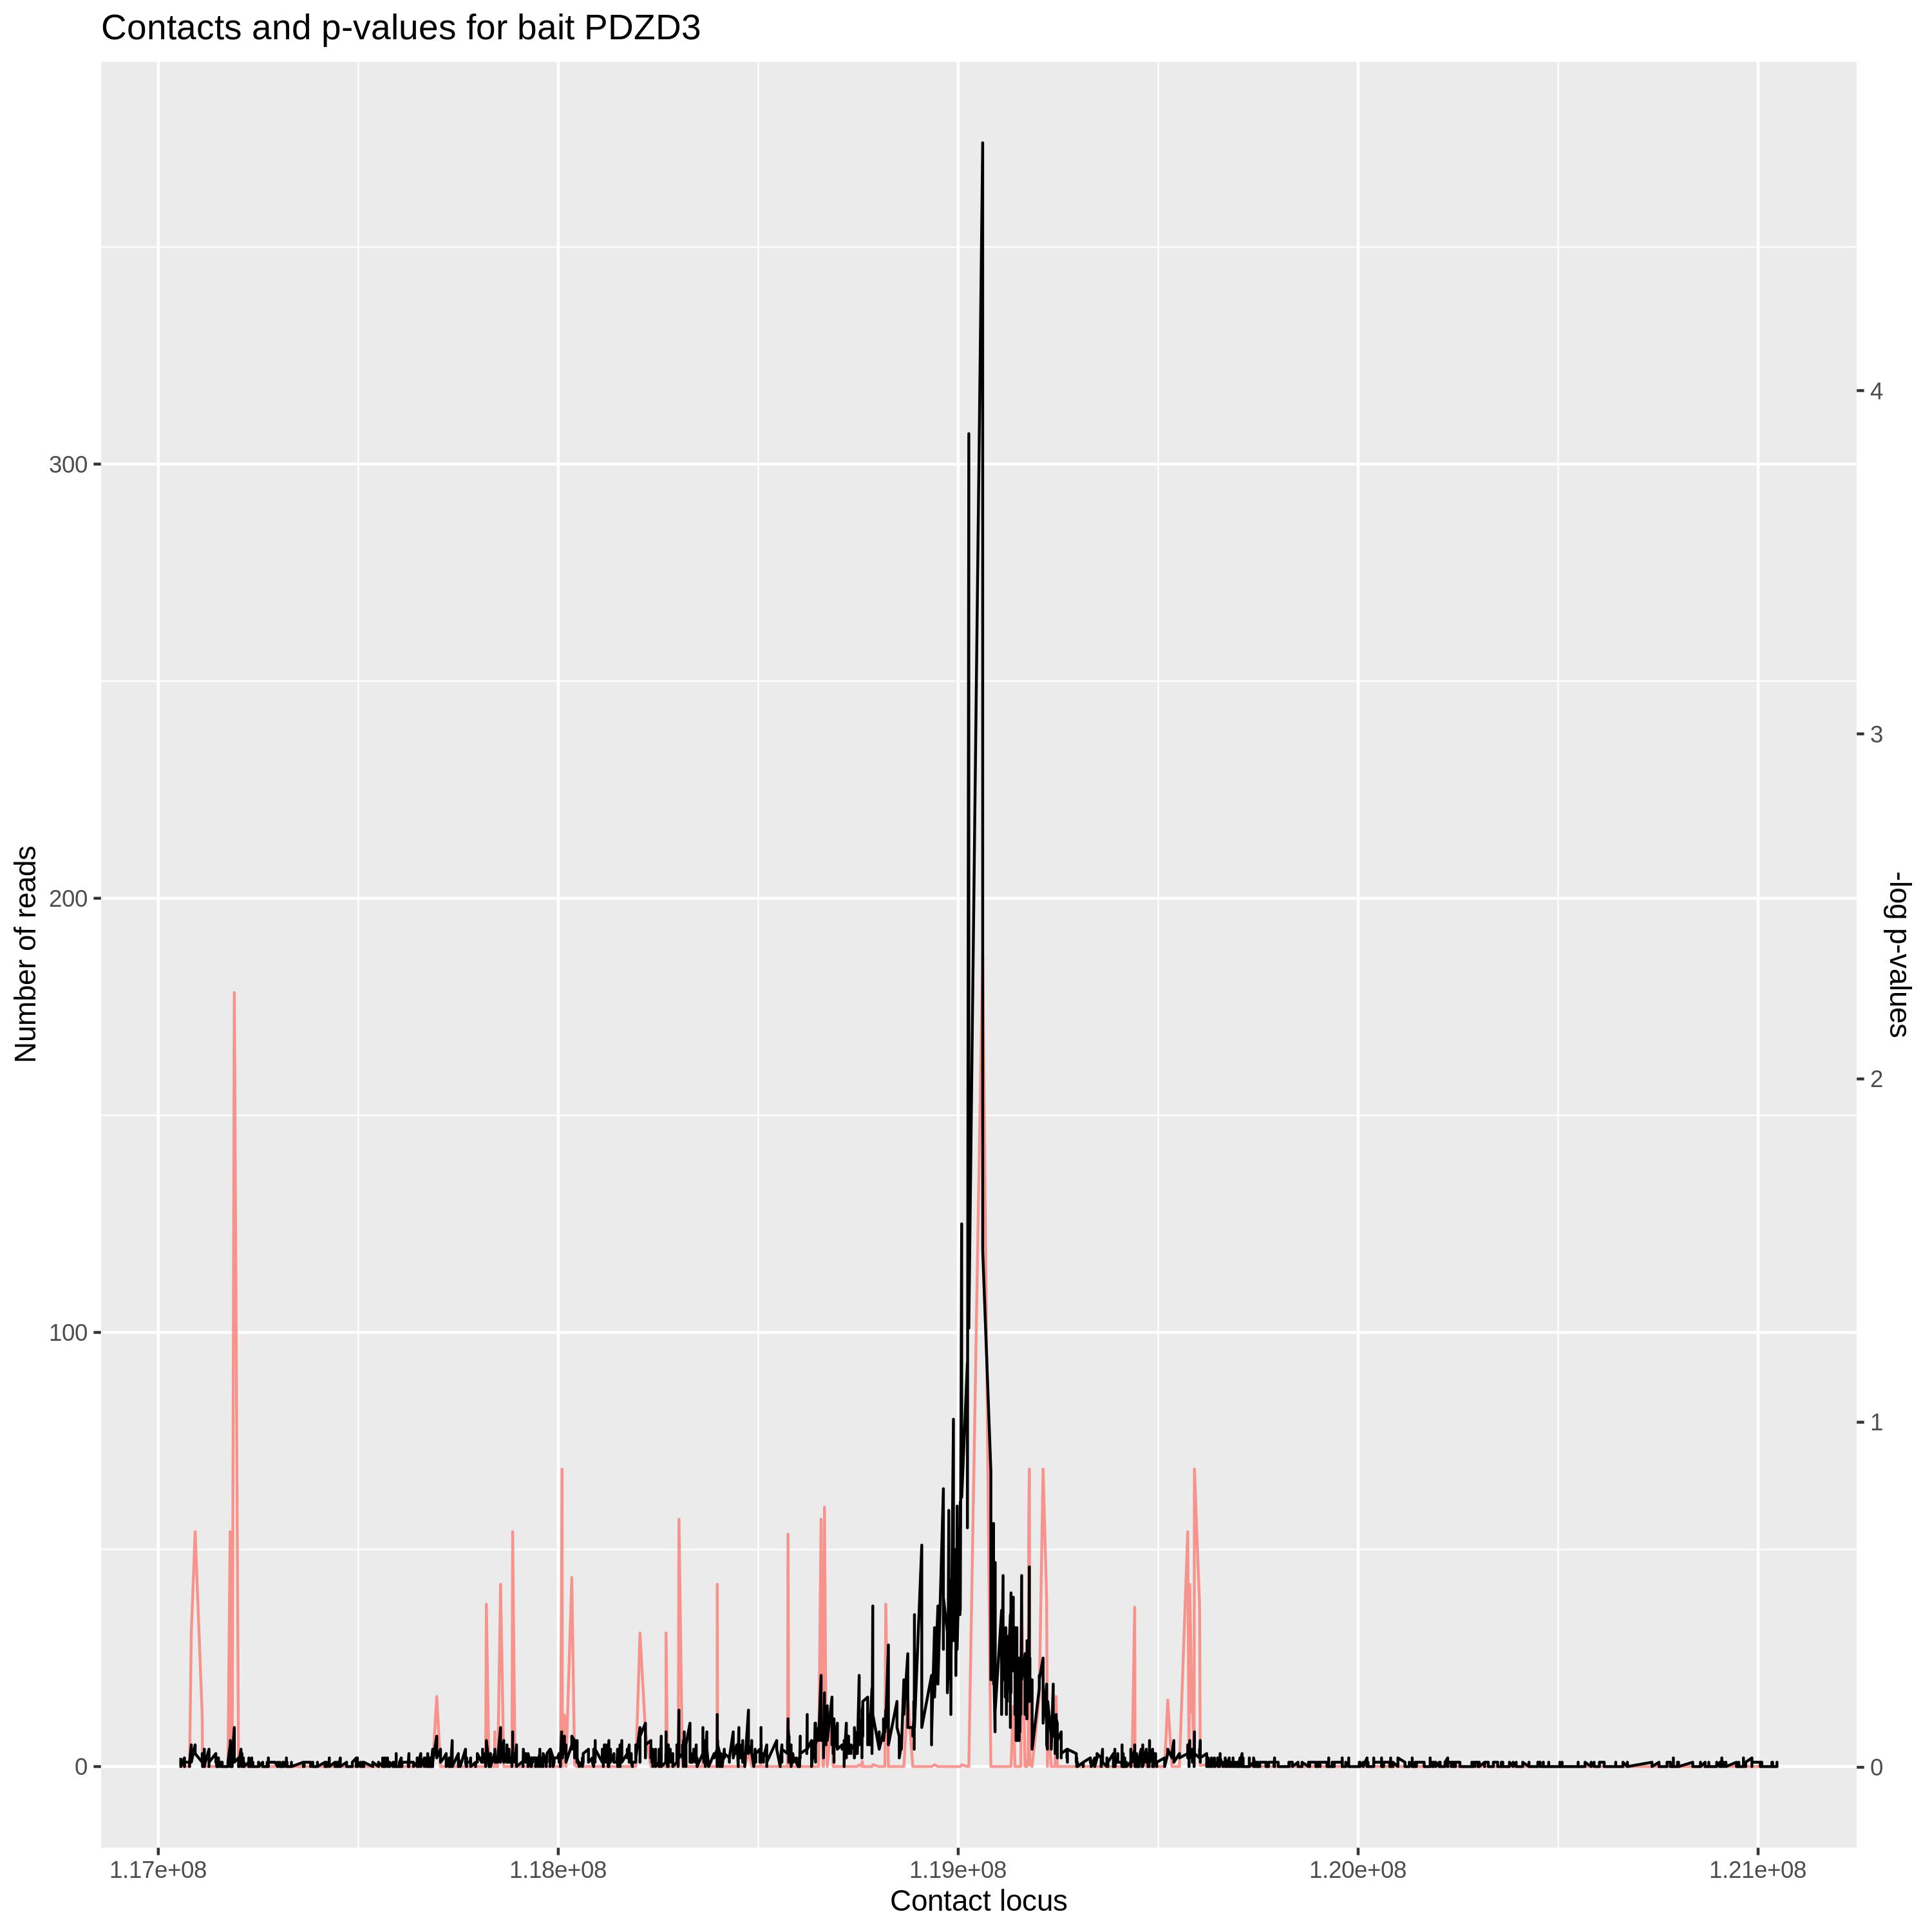 Contacts and p-values for bait PDZD3
Number of reads
300
200
100
0
4
3
2
1
0
-log p-values
1.17e+08
1.18e+08
1.19e+08
1.20e+08
1.21e+08
Contact locus